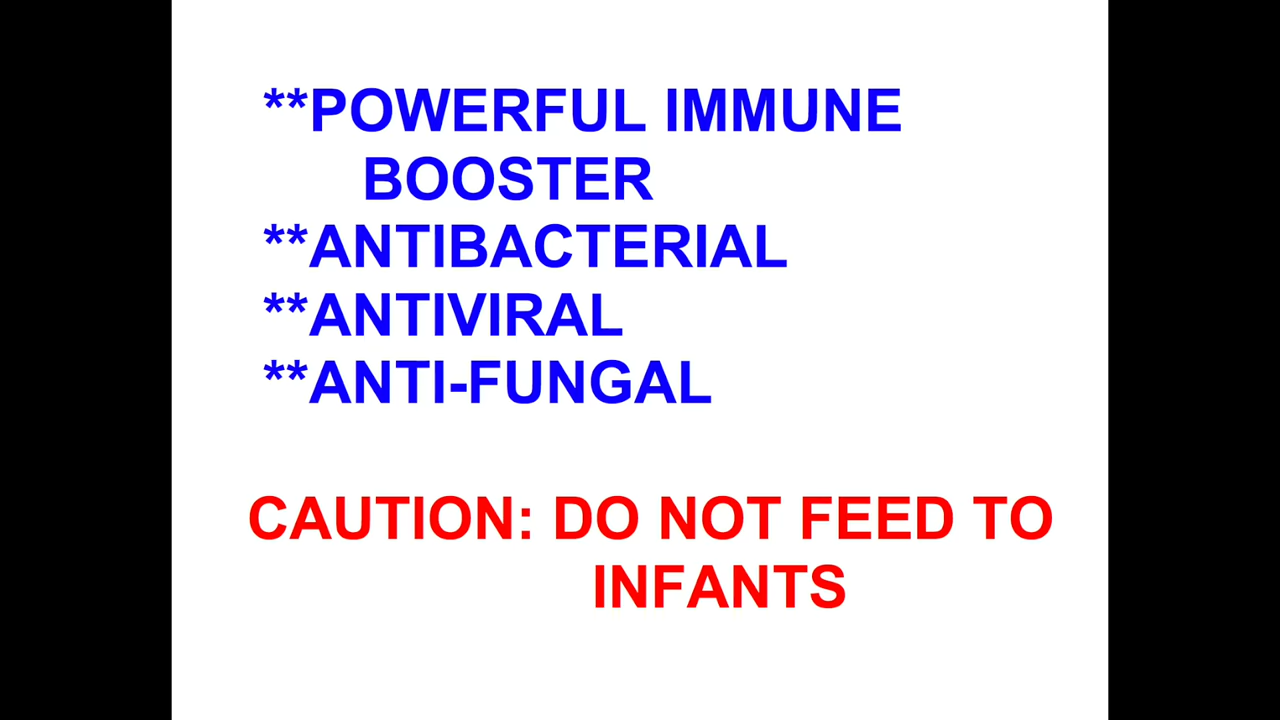 **POWERFUL IMMUNE
BOOSTER
**ANTIBACTERIAL
**ANTIVIRAL
**ANTI-FUNGAL
CAUTION: DO NOT FEED TO
INFANTS